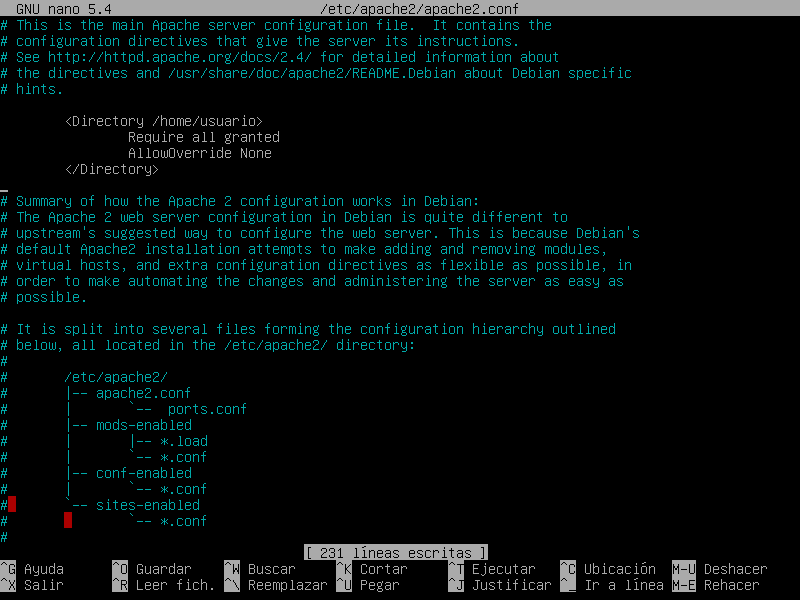 GNU nano 5.4 /etc/apache2/apache2.conf
# This is the main Apache server configuration file.  It contains the
# configuration directives that give the server its instructions.
# See http://httpd.apache.org/docs/2.4/ for detailed information about
# the directives and /usr/share/doc/apache2/README.Debian about Debian specific
# hints.
<Directory /home/usuario>
Require all granted
AllowOverride None
</Directory>
# Summary of how the Apache 2 configuration works in Debian:
# The Apache 2 web server configuration in Debian is quite different to
# upstream's suggested way to configure the web server. This is because Debian's
# default Apache2 installation attempts to make adding and removing modules,
# virtual hosts, and extra configuration directives as flexible as possible, in
# order to make automating the changes and administering the server as easy as
# possible.
# It is split into several files forming the configuration hierarchy outlined
# below, all located in the /etc/apache2/ directory:
#
#       /etc/apache2/
#       |-- apache2.conf
#       |       `--  ports.conf
#       |-- mods-enabled
#       |       |-- *.load
#       |       `-- *.conf
#       |-- conf-enabled
#       |       `-- *.conf
#       `-- sites-enabled
#               `-- *.conf
#
[ 231 líneas escritas ]
^G Ayuda ^O Guardar ^W Buscar ^K Cortar ^T Ejecutar ^C Ubicación M-U Deshacer
^X Salir ^R Leer fich. ^\ Reemplazar ^U Pegar ^J Justificar ^_ Ir a línea M-E Rehacer